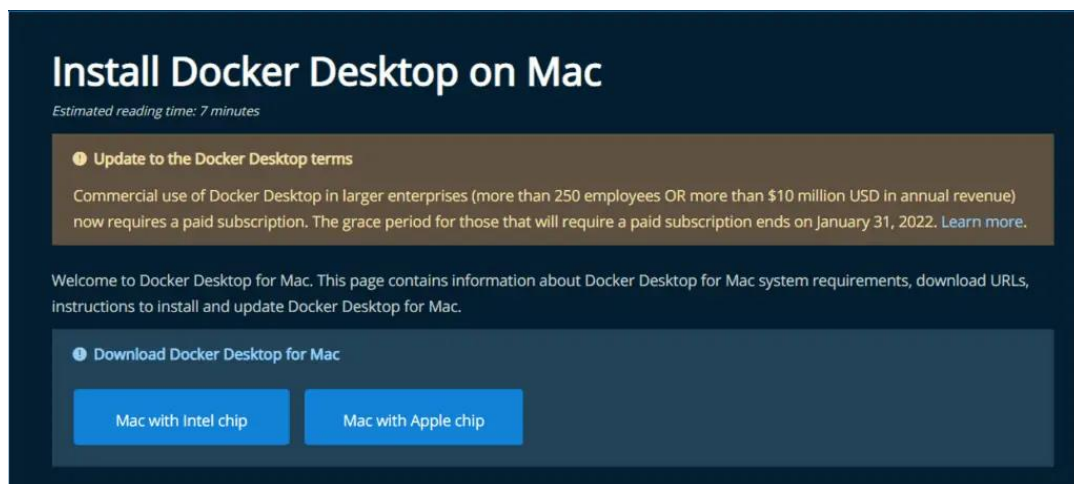 Install Docker Desktop on Mac
Estimated reading time: 7 minutes
Update to the Docker Desktop terms
Commercial use of Docker Desktop in larger enterprises (more than 250 employees OR more than $10 million USD in annual revenue)
now requires a paid subscription. The grace period for those that will require a paid subscription ends on January 31, 2022. Learn more.
Welcome to Docker Desktop for Mac. This page contains information about Docker Desktop for Mac system requirements, download URLs,
instructions to install and update Docker Desktop for Mac.
Download Docker Desktop for Mac
Mac with Intel chip
Mac with Apple chip